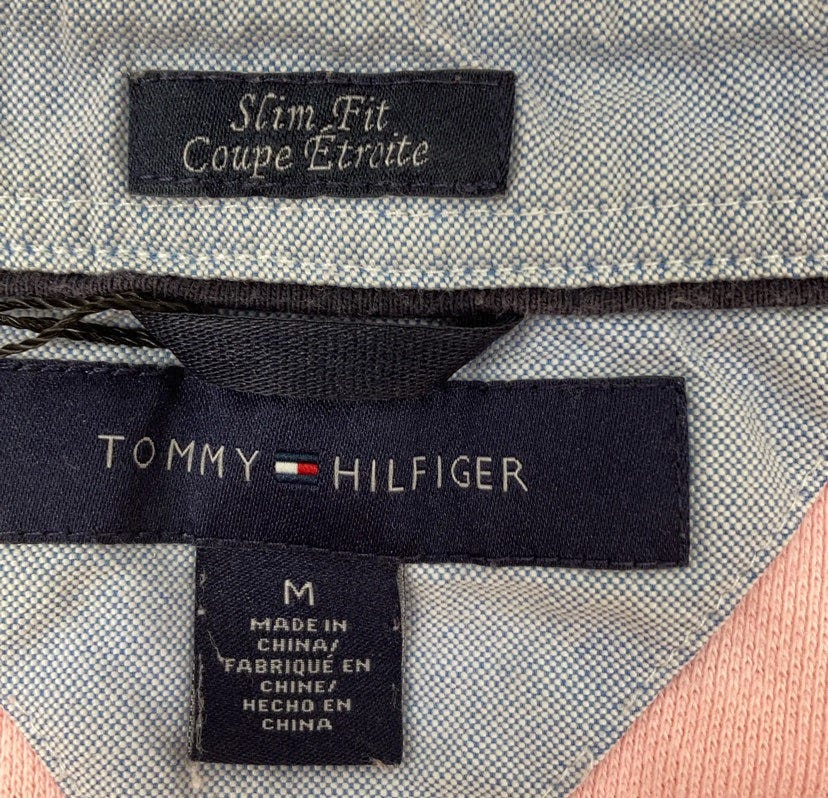 Slim Fit
Coupe Étroite
TOMMY HILFIGER
M
MADE IN
CHINA/
FABRIQUÉ EN
CHINE/
HECHO EN
CHINA